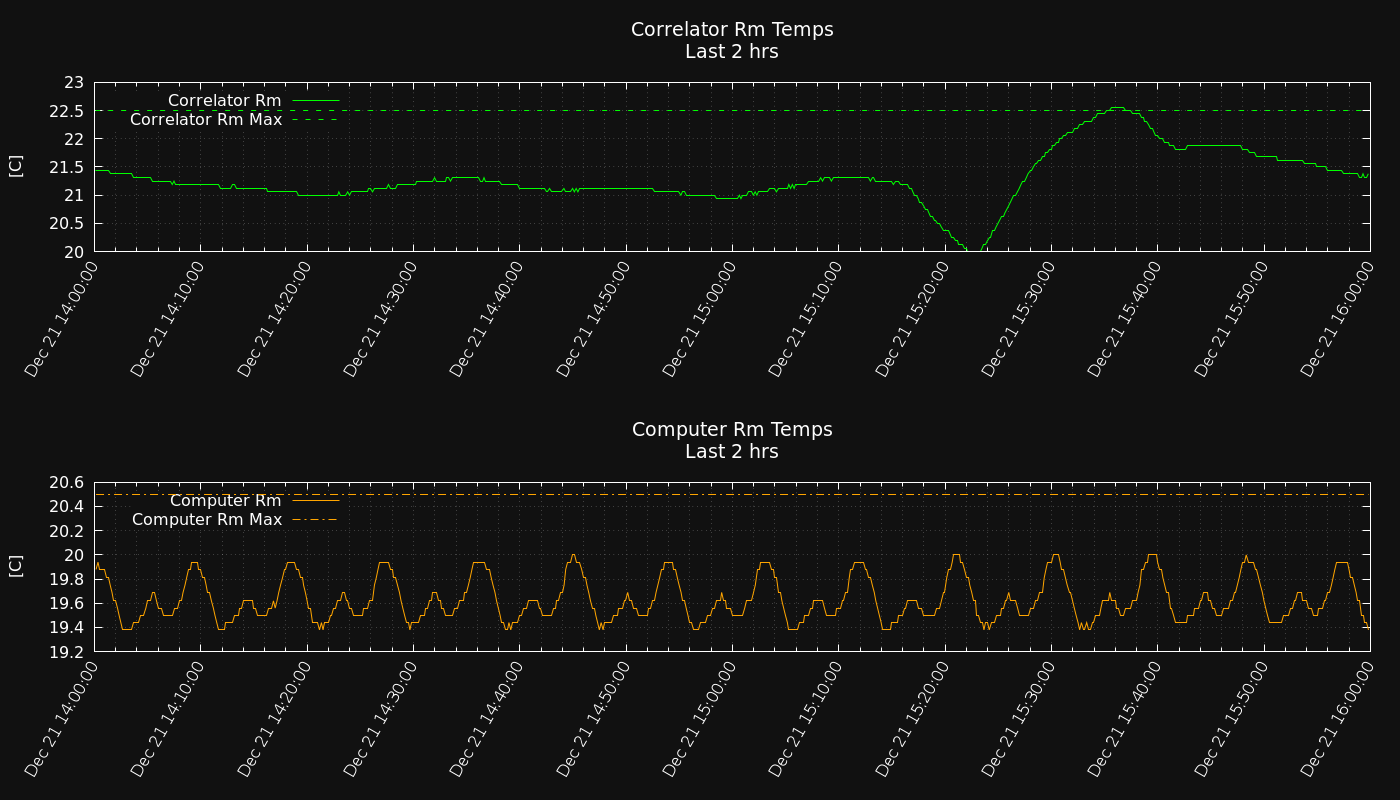 Correlator Rm Temps
Last 2 hrs
[C]
23
22.5
22
21.5
21
20.5
20
Correlator Rm
Correlator Rm Max
Dec 21 14:00:00
Dec 21 14:10:00
Dec 21 14:20:00
Dec 21 14:30:00
Dec 21 14:40:00
Dec 21 14:50:00
Dec 21 15:00:00
Dec 21 15:10:00
Dec 21 15:20:00
Dec 21 15:30:00
Dec 21 15:40:00
Dec 21 15:50:00
Dec 21 16:00:00
Computer Rm Temps
Last 2 hrs
[C]
20.6
20.4
20.2
20
19.8
19.6
19.4
19.2
Computer Rm
Computer Rm Max
Dec 21 14:00:00
Dec 21 14:10:00
Dec 21 14:20:00
Dec 21 14:30:00
Dec 21 14:40:00
Dec 21 14:50:00
Dec 21 15:00:00
Dec 21 15:10:00
Dec 21 15:20:00
Dec 21 15:30:00
Dec 21 15:40:00
Dec 21 15:50:00
Dec 21 16:00:00